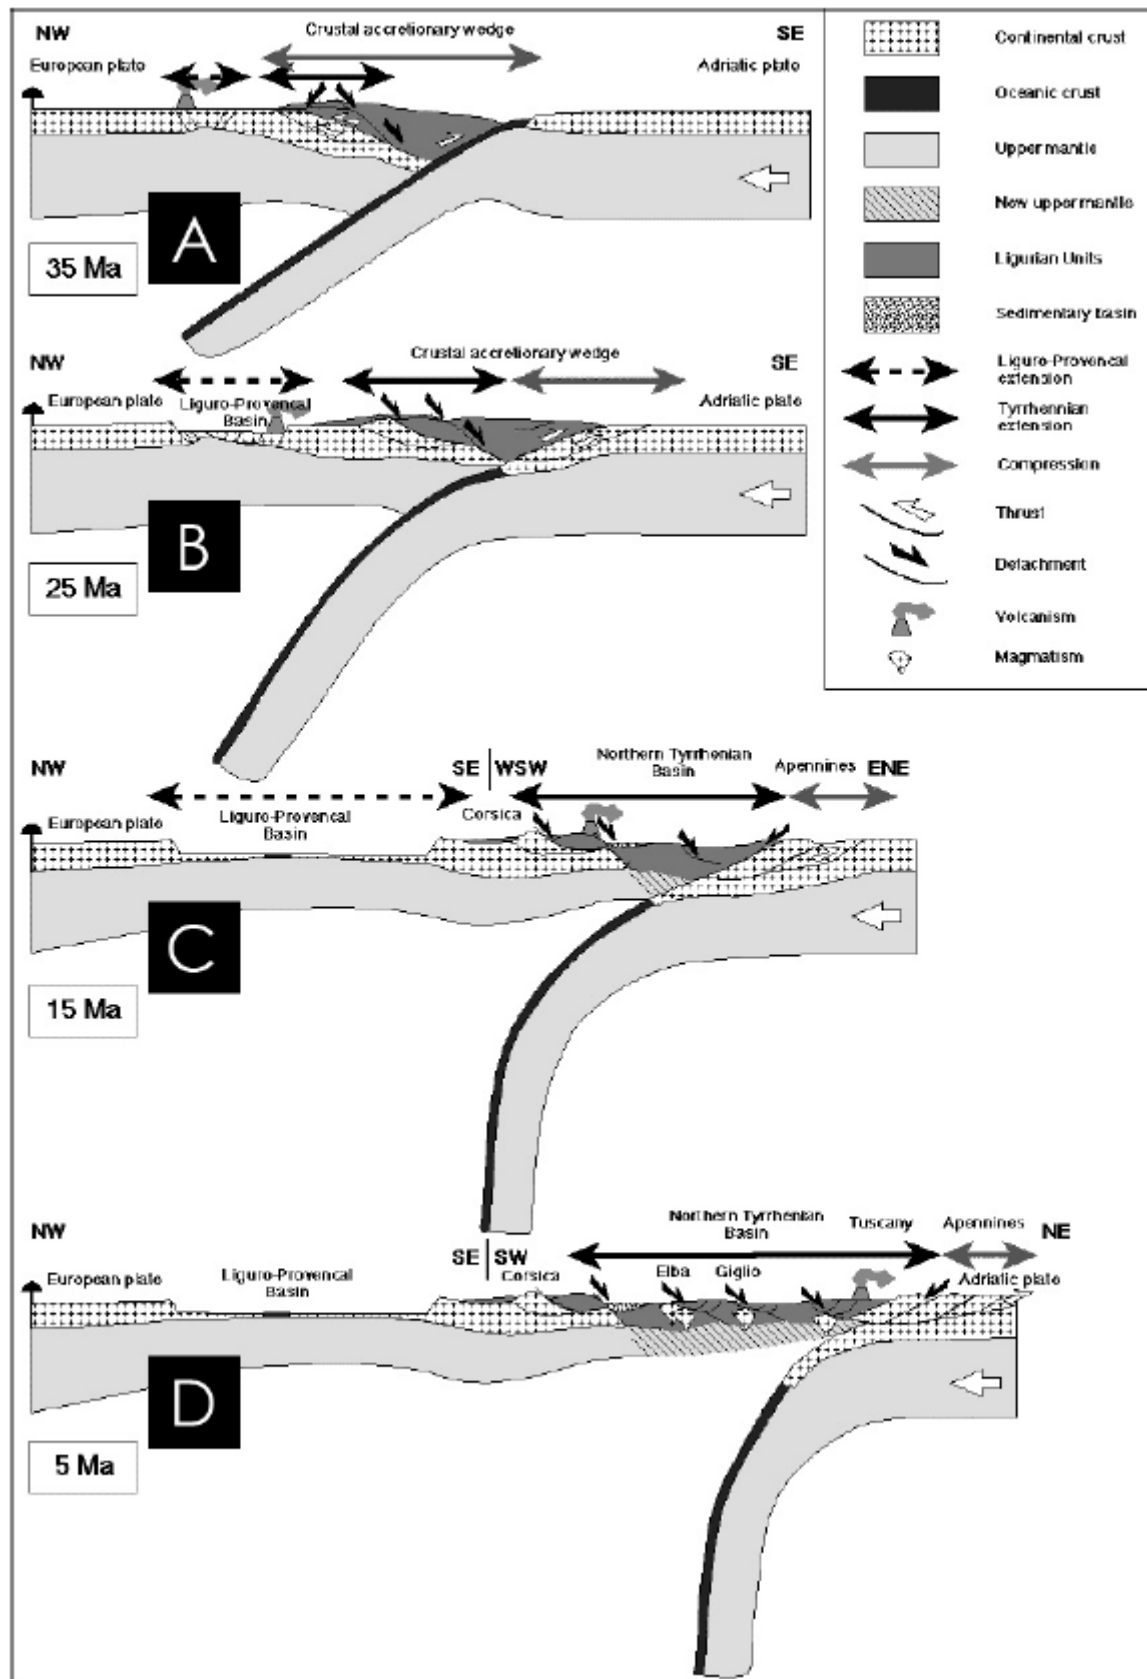 NW
Crustal accretionary wedge
SE
European plate
Adriatic plate
A
35 Ma
NW
Crustal accretionary wedge
SE
European plate
Liguro-Provencal
Basin
Adriatic plate
B
25 Ma
NW
SE
WSW
Northern Tyrrhenian
Basin
Apennines
ENE
European plate
Liguro-Provencal
Basin
Corsica
C
15 Ma
NW
SE
SW
Northern Tyrrhenian
Basin
Tuscany
Apennines
NE
European plate
Liguro-Provencal
Basin
Corsica
Elba
Giglio
Adriatic plate
D
5 Ma
Continental crust
Oceanic crust
Upper mantle
New upper mantle
Ligurian Units
Sedimentary Basin
Liguro-Provencal
extension
Tyrrhennian
extension
Compression
Thrust
Detachment
Volcanism
Magmatism